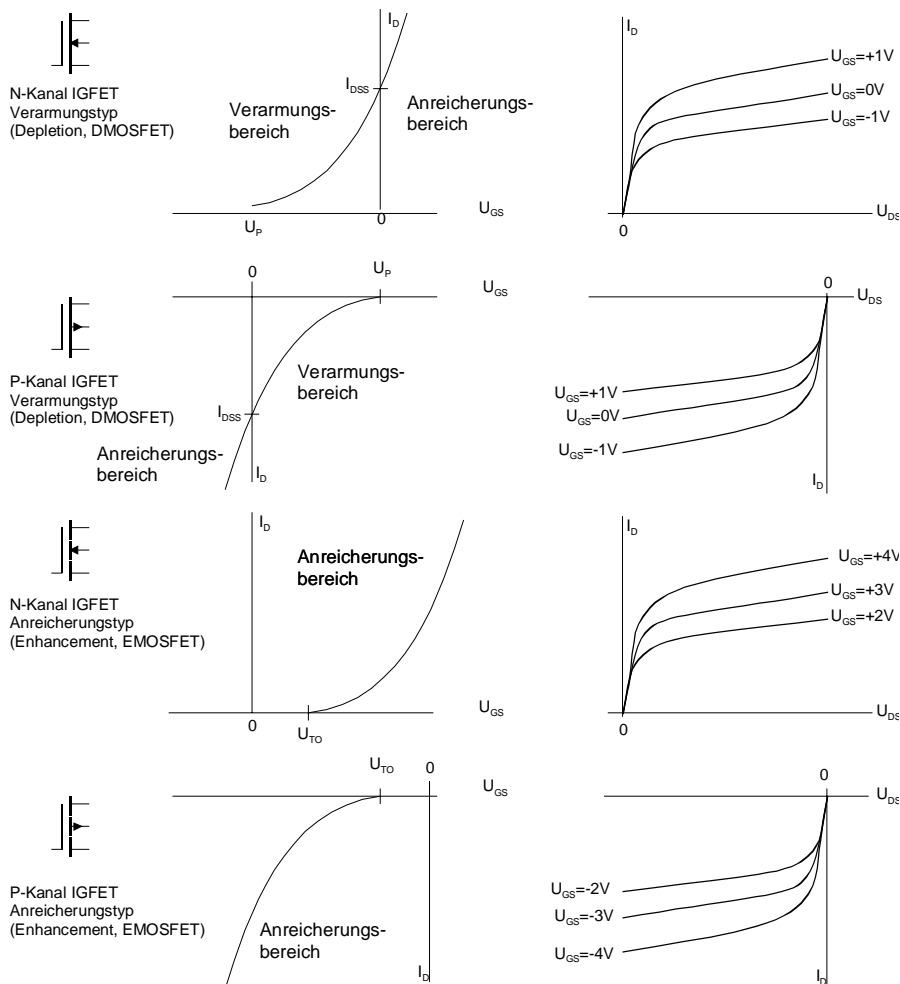 N-Kanal IGFET
Verarmungstyp
(Depletion, DMOSFET)
I_D
I_DSS
Verarmungs-
bereich
Anreicherungs-
bereich
U_P
0
U_GS
I_D
U_GS=+1V
U_GS=0V
U_GS=-1V
U_DS
0
P-Kanal IGFET
Verarmungstyp
(Depletion, DMOSFET)
0
U_P
U_GS
Verarmungs-
bereich
I_DSS
Anreicherungs-
bereich
I_D
0
U_DS
U_GS=+1V
U_GS=0V
U_GS=-1V
I_D
N-Kanal IGFET
Anreicherungstyp
(Enhancement, EMOSFET)
I_D
Anreicherungs-
bereich
0
U_TO
U_GS
I_D
U_GS=+4V
U_GS=+3V
U_GS=+2V
U_DS
0
P-Kanal IGFET
Anreicherungstyp
(Enhancement, EMOSFET)
U_TO
0
U_GS
Anreicherungs-
bereich
I_D
0
U_DS
U_GS=-2V
U_GS=-3V
U_GS=-4V
I_D